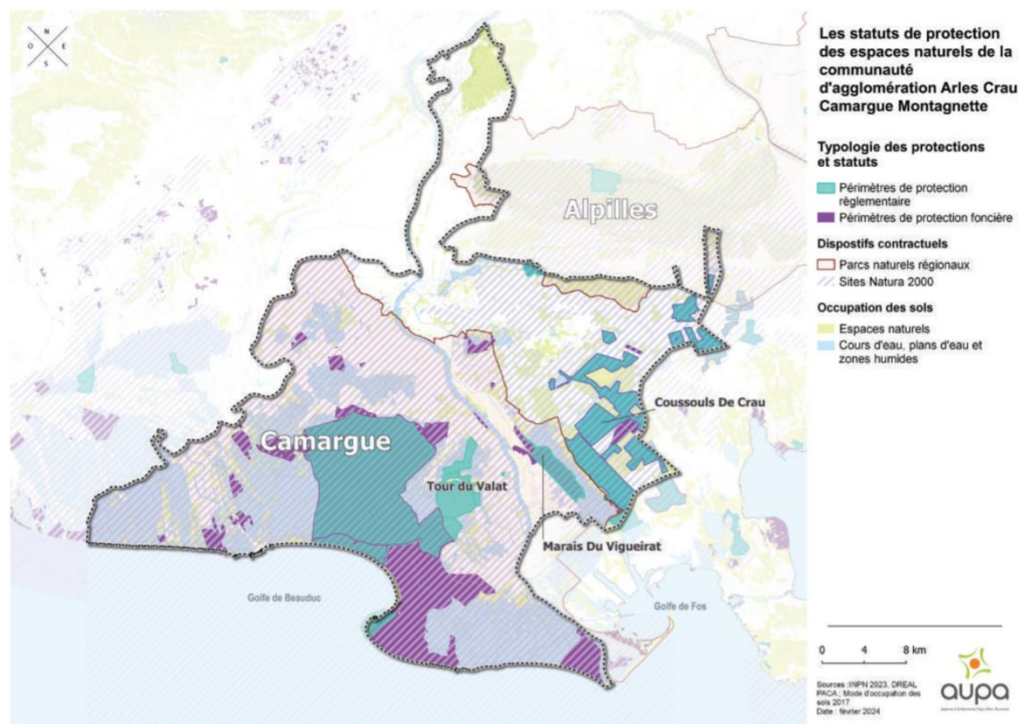 N
O E
S
Les statuts de protection
des espaces naturels de la
communauté
d'agglomération Arles Crau
Camargue Montagnette
Typologie des protections
et statuts
Périmètres de protection
règlementaire
Périmètres de protection foncière
Dispositifs contractuels
Parcs naturels régionaux
Sites Natura 2000
Occupation des sols
Espaces naturels
Cours d'eau, plans d'eau et
zones humides
Alpilles
Coussouls De Crau
Camargue
Tour du Valat
Marais Du Vigueirat
Golfe de Beauduc
Golfe de Fos
0 4 8 km
Sources :INPN 2023, DREAL
PACA ; Mode d'occupation des
sols 2017
Date : février 2024
aupa